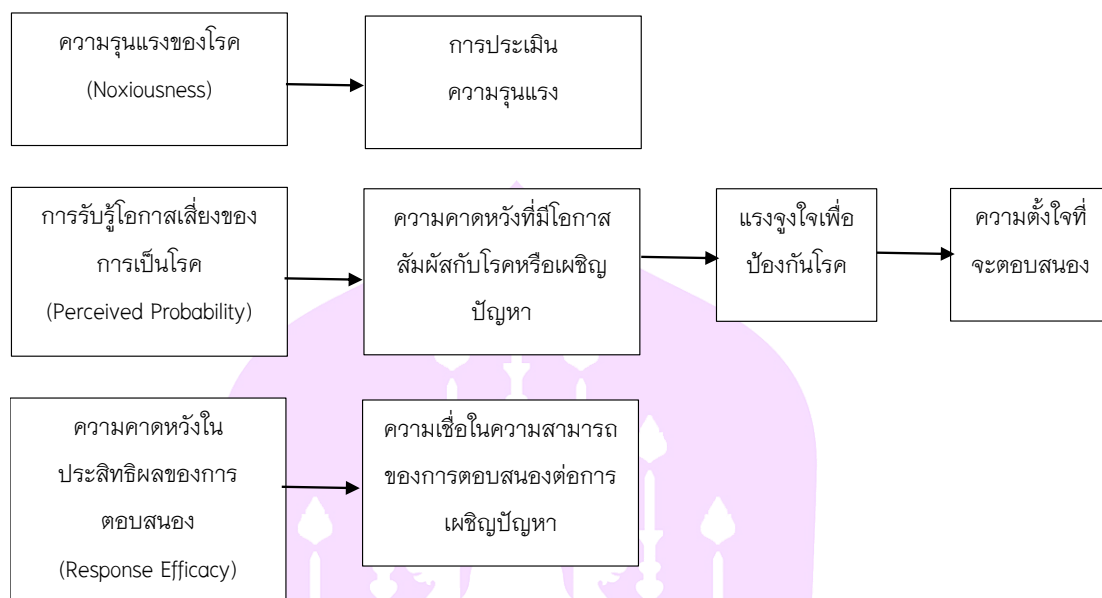 ความรุนแรงของโรค
(Noxiousness)
การประเมิน
ความรุนแรง
การรับรู้โอกาสเสี่ยงของ
การเป็นโรค
(Perceived Probability)
ความคาดหวังที่มีโอกาส
สัมผัสกับโรคหรือเผชิญ
ปัญหา
แรงจูงใจเพื่อ
ป้องกันโรค
ความตั้งใจที่
จะตอบสนอง
ความคาดหวังใน
ประสิทธิผลของการ
ตอบสนอง
(Response Efficacy)
ความเชื่อในความสามารถ
ของการตอบสนองต่อการ
เผชิญปัญหา